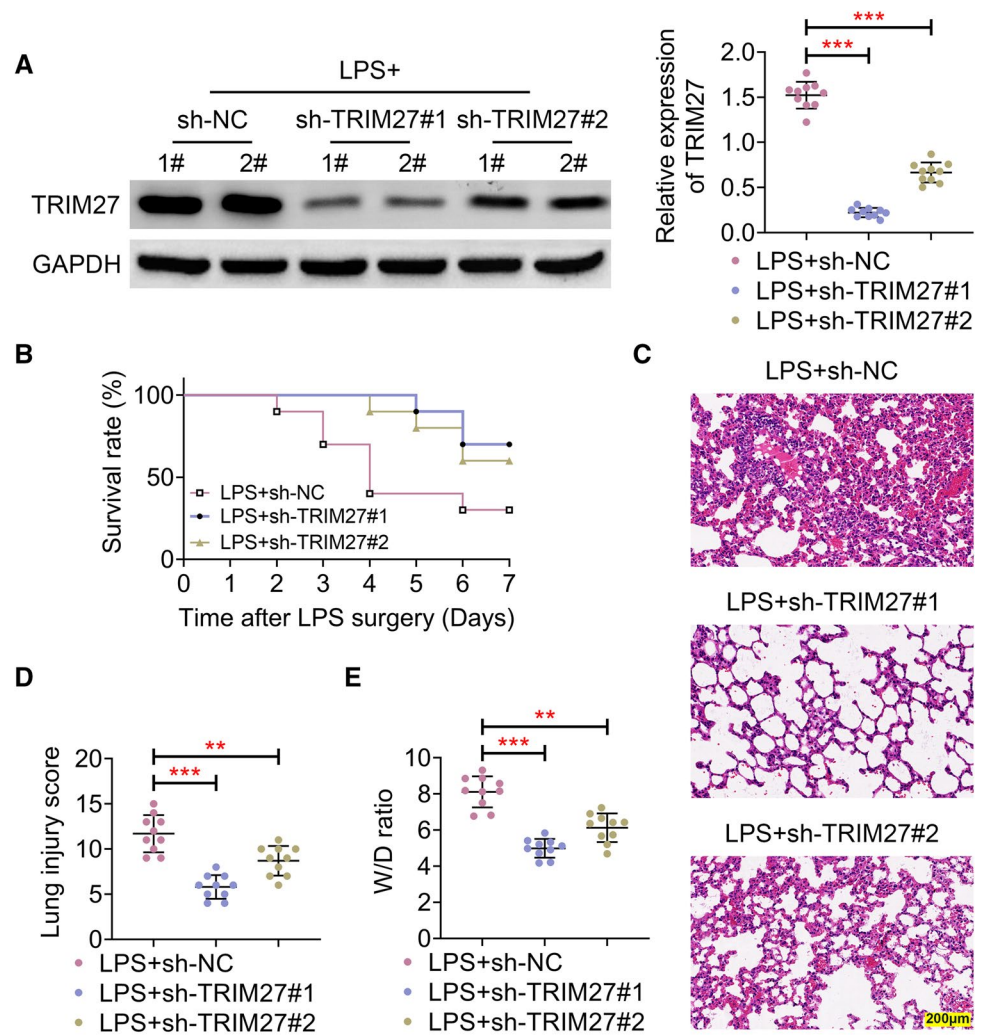 A
LPS+
sh-NC
sh-TRIM27#1
sh-TRIM27#2
1#
2#
1#
2#
1#
2#
TRIM27
GAPDH
Relative expression
of TRIM27
2.0
1.5
1.0
0.5
0.0
***
***
LPS+sh-NC
LPS+sh-TRIM27#1
LPS+sh-TRIM27#2
B
Survival rate (%)
100
50
0
LPS+sh-NC
LPS+sh-TRIM27#1
LPS+sh-TRIM27#2
0 1 2 3 4 5 6 7
Time after LPS surgery (Days)
C
LPS+sh-NC
LPS+sh-TRIM27#1
LPS+sh-TRIM27#2
200μm
D
Lung injury score
20
15
10
5
0
**
***
LPS+sh-NC
LPS+sh-TRIM27#1
LPS+sh-TRIM27#2
E
W/D ratio
10
8
6
4
2
0
**
***
LPS+sh-NC
LPS+sh-TRIM27#1
LPS+sh-TRIM27#2